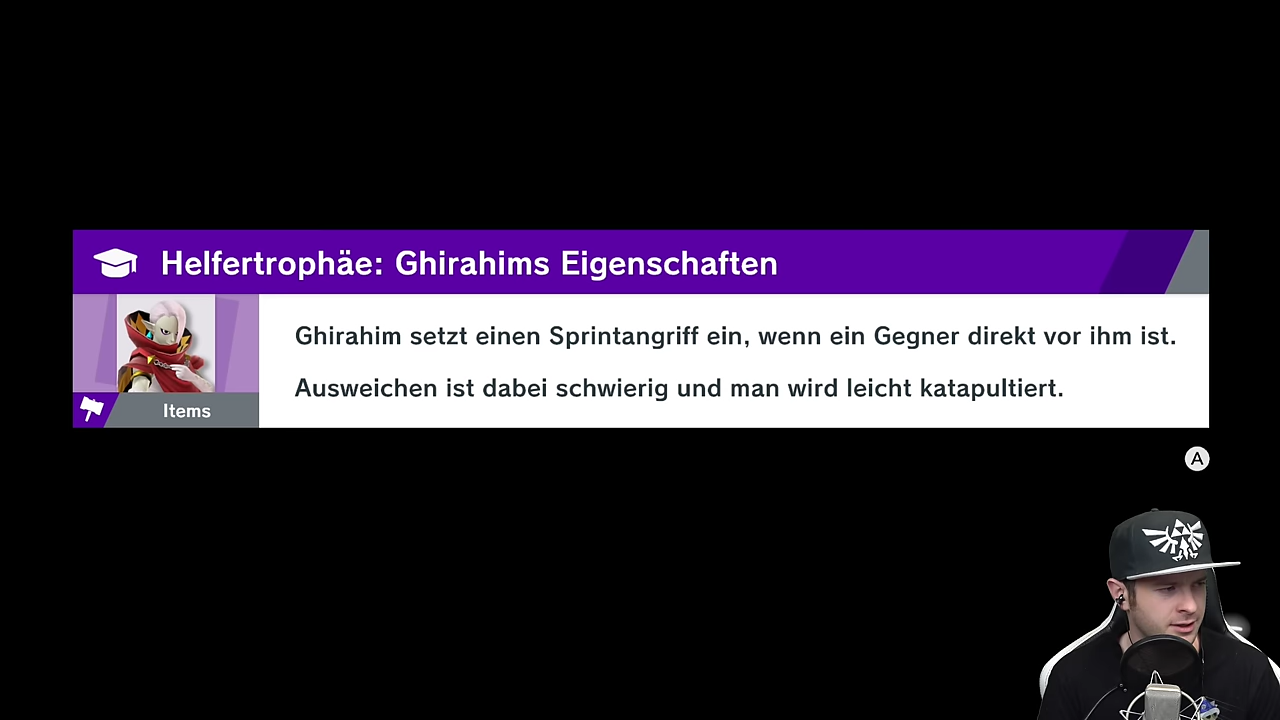 Helfertrophäe: Ghirahims Eigenschaften
Ghirahim setzt einen Sprintangriff ein, wenn ein Gegner direkt vor ihm ist.
Ausweichen ist dabei schwierig und man wird leicht katapultiert.
Items
A